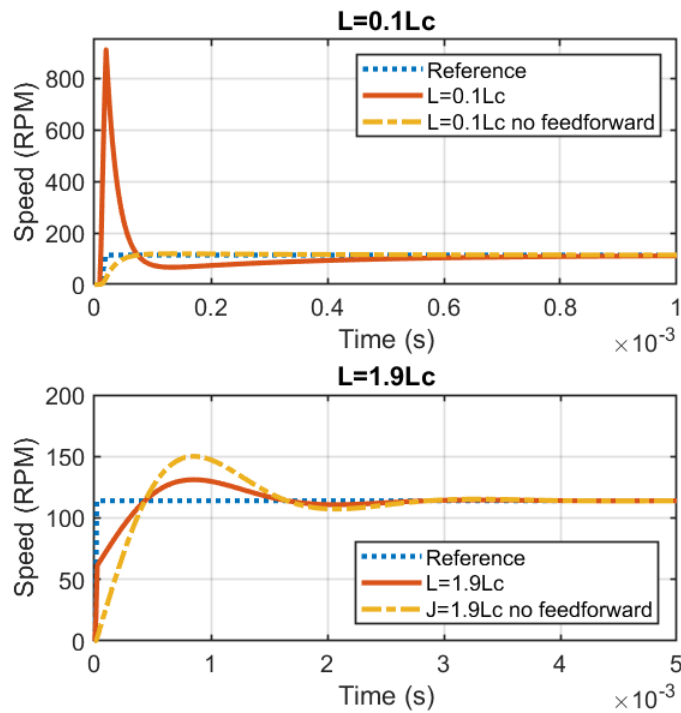 L=0.1Lc
Speed (RPM)
800
600
400
200
0
Reference
L=0.1Lc
L=0.1Lc no feedforward
0 0.2 0.4 0.6 0.8 1
Time (s)
×10⁻³
L=1.9Lc
Speed (RPM)
200
150
100
50
0
Reference
L=1.9Lc
J=1.9Lc no feedforward
0 1 2 3 4 5
Time (s)
×10⁻³